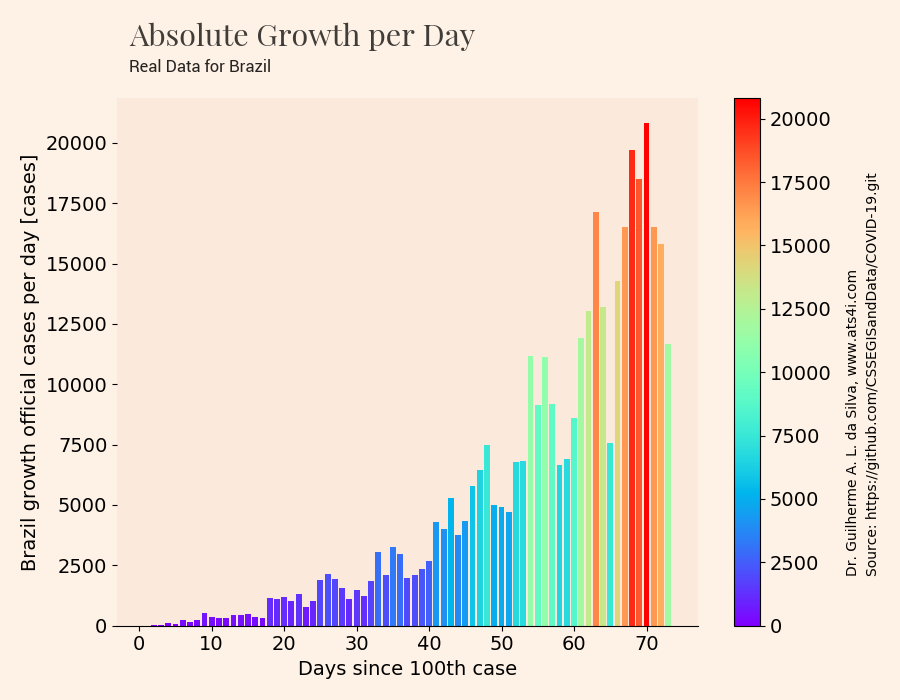 Absolute Growth per Day
Real Data for Brazil
Brazil growth official cases per day [cases]
20000
17500
15000
12500
10000
7500
5000
2500
0
0 10 20 30 40 50 60 70
Days since 100th case
20000
17500
15000
12500
10000
7500
5000
2500
0
Dr. Guilherme A. L. da Silva, www.ats4i.com
Source: https://github.com/CSSEGISandData/COVID-19.git